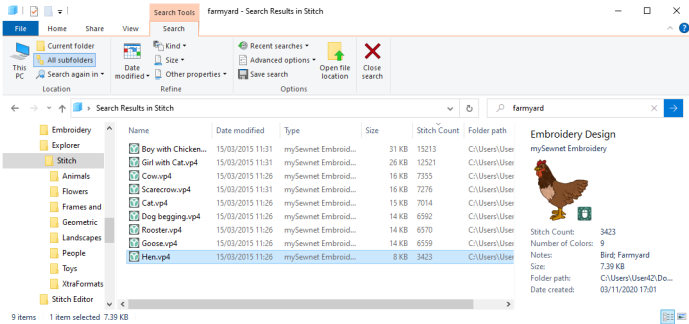 Search Tools farmyard - Search Results in Stitch
File Home Share View Search
This PC
Current folder
All subfolders
Search again in
Location
Date modified
Kind
Size
Other properties
Refine
Recent searches
Advanced options
Save search
Open file location
Options
Close search
Search Results in Stitch
farmyard
Embroidery
Explorer
Stitch
Animals
Flowers
Frames and
Geometric
Landscapes
People
Toys
XtraFormats
Stitch Editor
Name Date modified Type Size Stitch Count Folder path
Boy with Chicken... 15/03/2015 11:31 mySewnet Embroid... 31 KB 15213 C:\Users\User
Girl with Cat.vp4 15/03/2015 11:31 mySewnet Embroid... 26 KB 12521 C:\Users\User
Cow.vp4 15/03/2015 11:26 mySewnet Embroid... 16 KB 7355 C:\Users\User
Scarecrow.vp4 15/03/2015 11:31 mySewnet Embroid... 16 KB 7276 C:\Users\User
Cat.vp4 15/03/2015 11:26 mySewnet Embroid... 15 KB 7014 C:\Users\User
Dog begging.vp4 15/03/2015 11:26 mySewnet Embroid... 14 KB 6592 C:\Users\User
Rooster.vp4 15/03/2015 11:26 mySewnet Embroid... 14 KB 6570 C:\Users\User
Goose.vp4 15/03/2015 11:26 mySewnet Embroid... 14 KB 6559 C:\Users\User
Hen.vp4 15/03/2015 11:26 mySewnet Embroid... 8 KB 3423 C:\Users\User
Embroidery Design
mySewnet Embroidery
Stitch Count: 3423
Number of Colors: 9
Notes: Bird; Farmyard
Size: 7.39 KB
Folder path: C:\Users\User42\Do...
Date created: 03/11/2020 17:01
9 items 1 item selected 7.39 KB